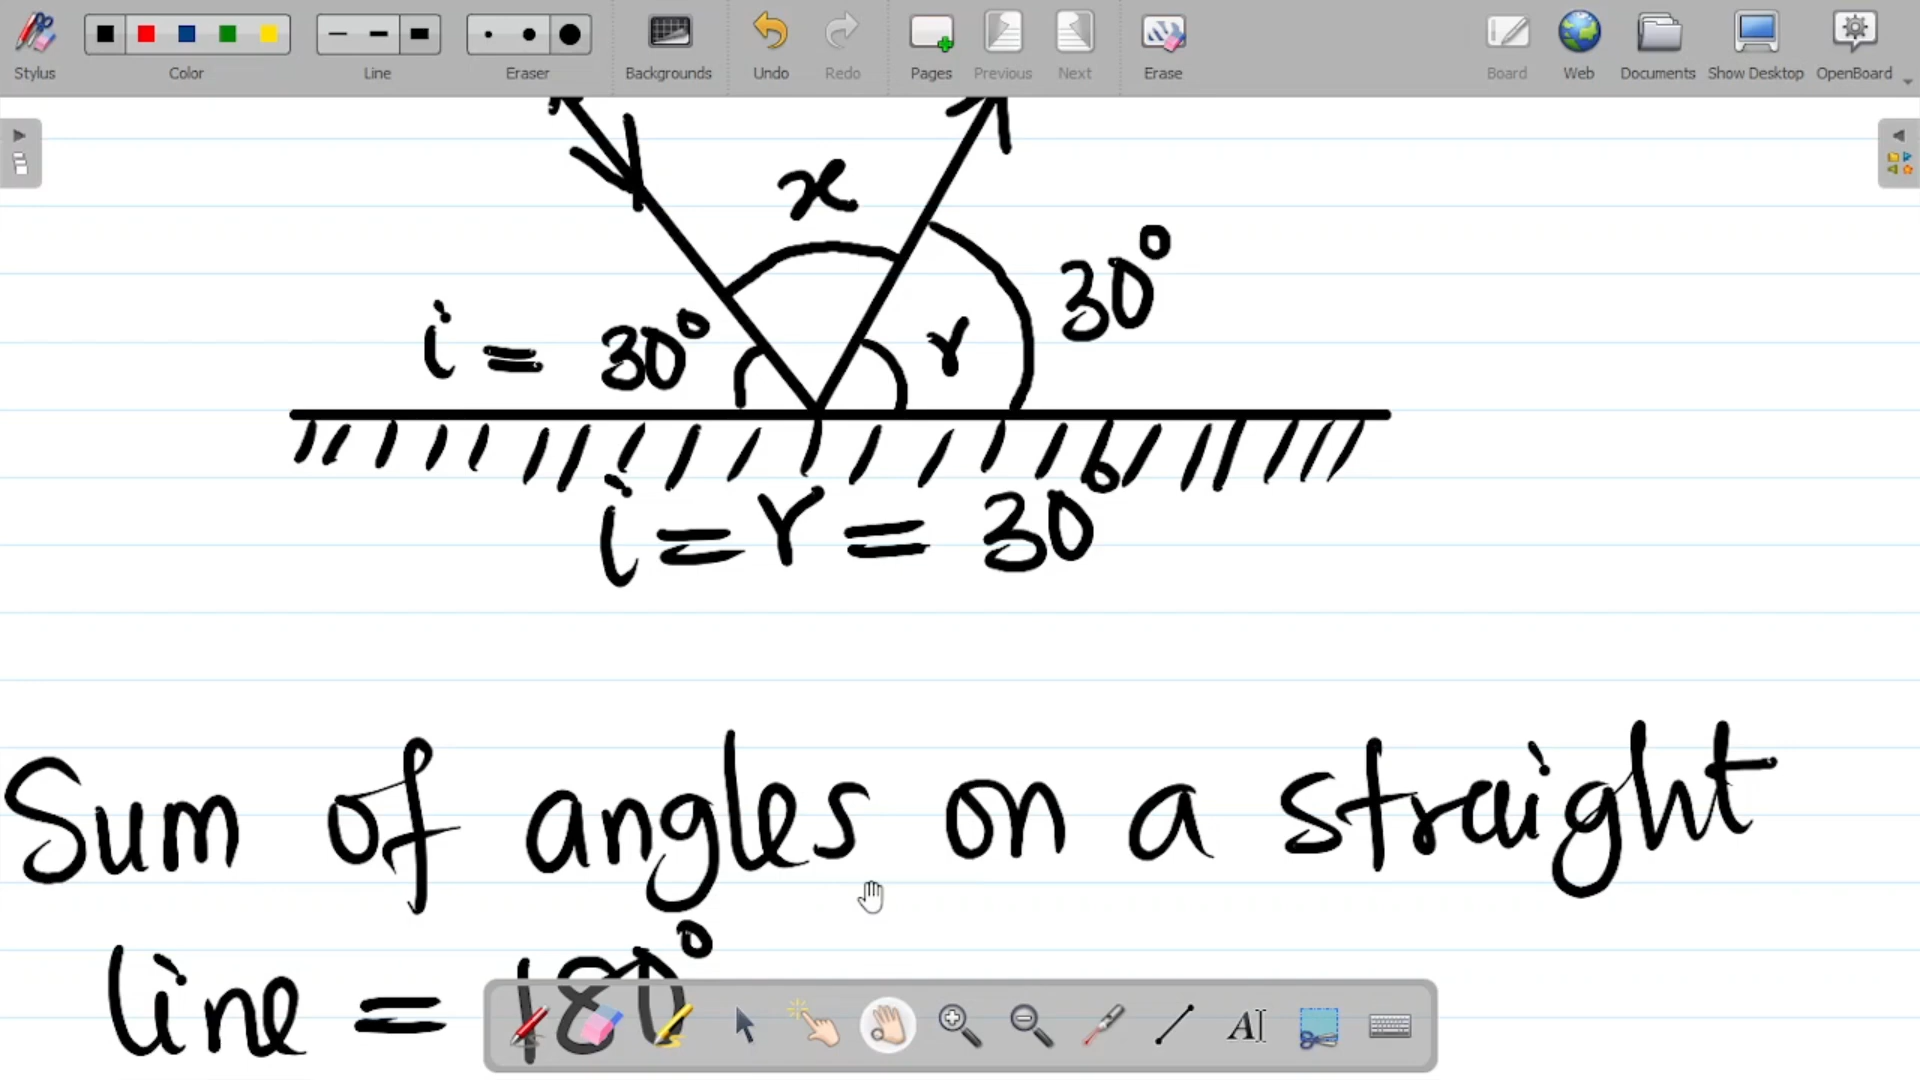 Stylus
Color
Line
Eraser
Backgrounds
Undo
Redo
Pages
Previous
Next
Erase
Board
Web
Documents
Show Desktop
OpenBoard
x
30°
i = 30°
r
i = r = 30°
Sum of angles on a straight
line = 180°